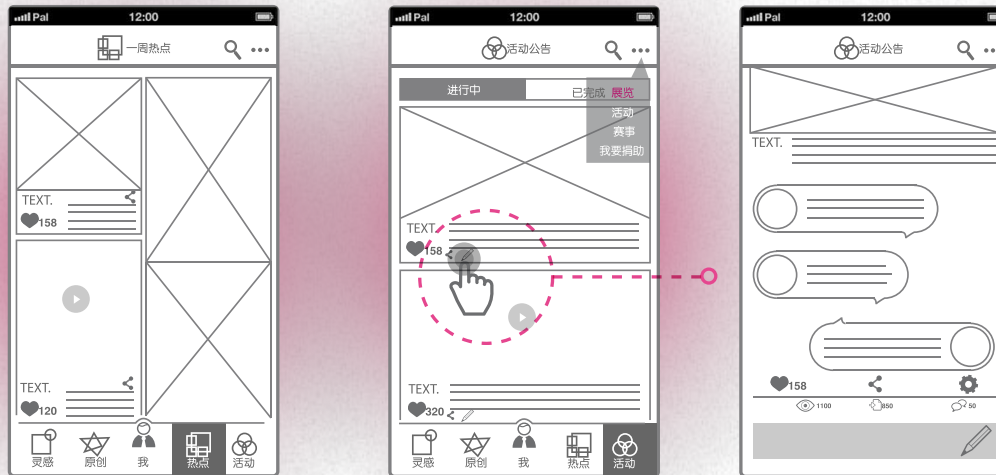 Pal 12:00
一周热点
TEXT.
158
TEXT.
120
灵感 原创 我 热点 活动
Pal 12:00
活动公告
进行中 已完成 展览
活动
赛事
我要捐助
TEXT.
158
TEXT.
320
灵感 原创 我 热点 活动
Pal 12:00
活动公告
TEXT.
158
1100 850 50